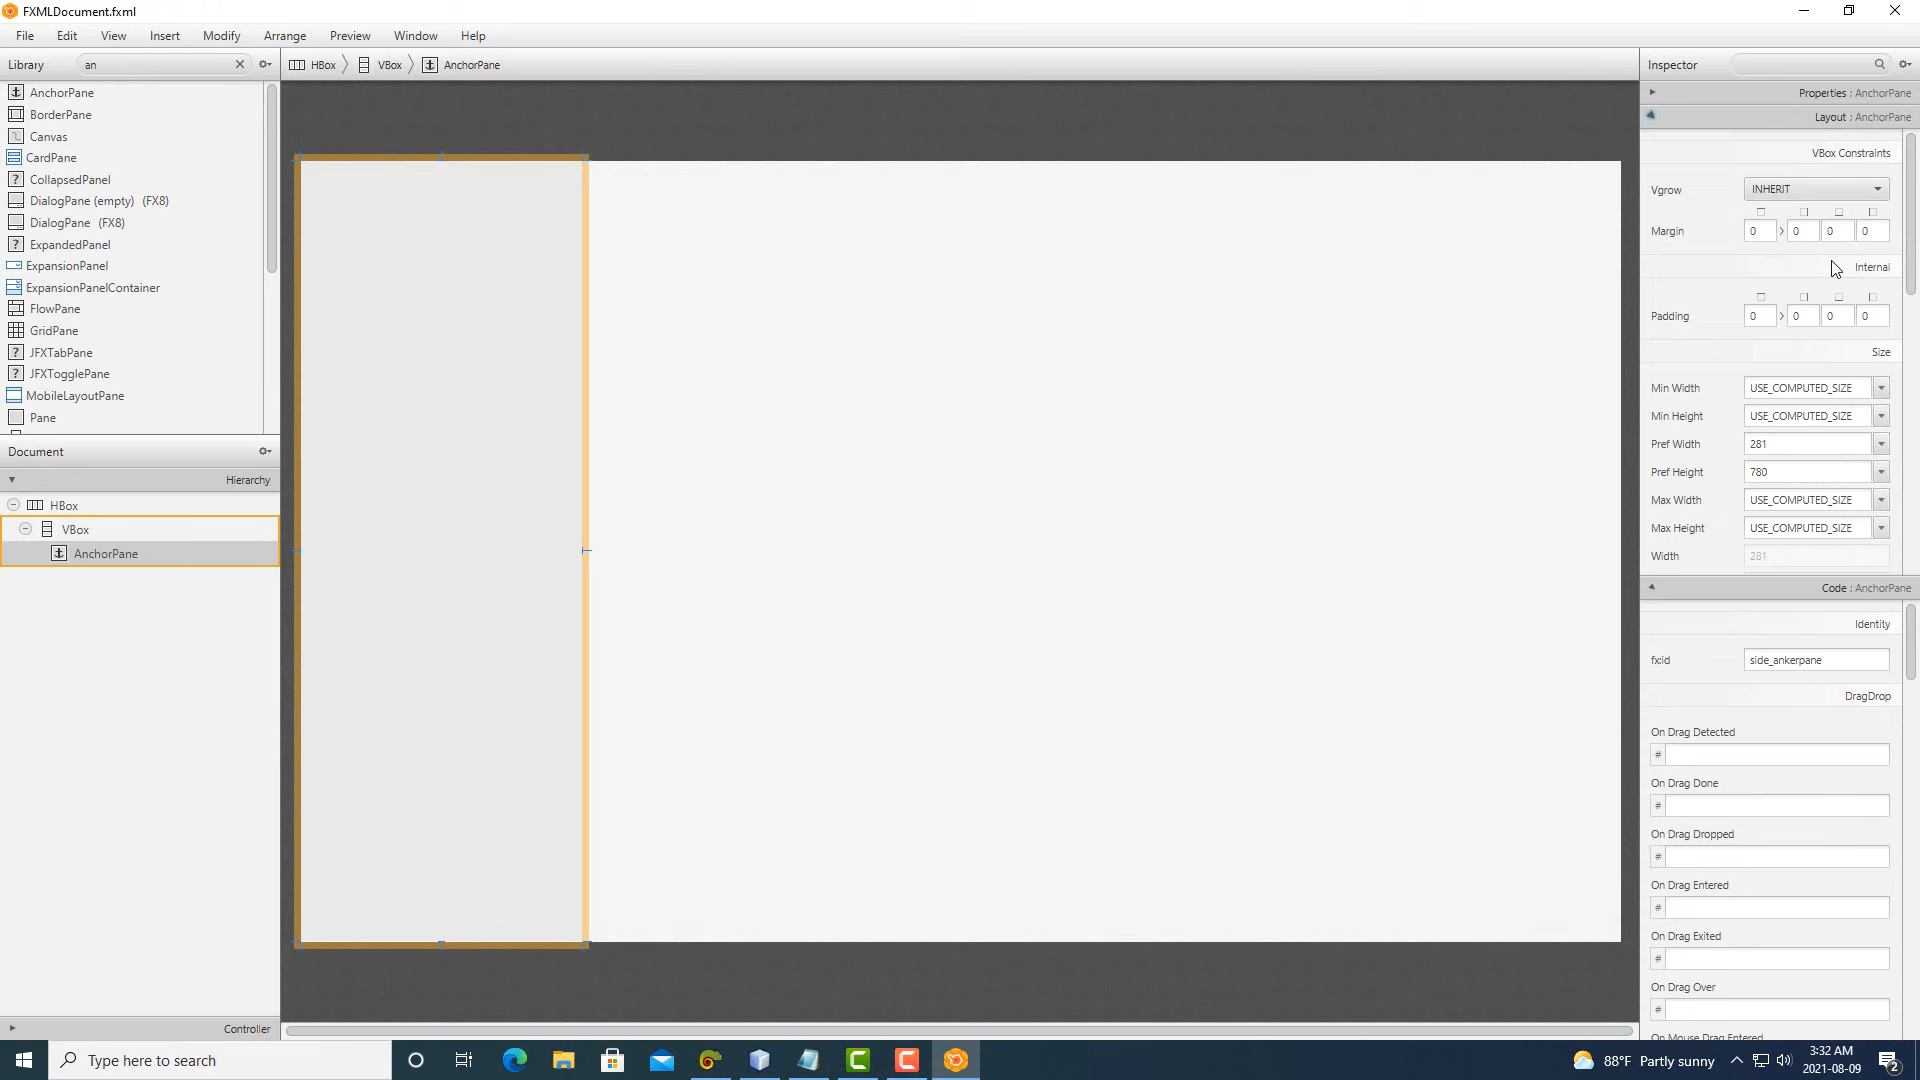 FXMLDocument.fxml
File Edit View Insert Modify Arrange Preview Window Help
Library an
HBox VBox AnchorPane
Inspector
AnchorPane
BorderPane
Canvas
CardPane
CollapsedPanel
DialogPane (empty) (FX8)
DialogPane (FX8)
ExpandedPanel
ExpansionPanel
ExpansionPanelContainer
FlowPane
GridPane
JFXTabPane
JFXTogglePane
MobileLayoutPane
Pane
Document
Hierarchy
HBox
VBox
AnchorPane
Controller
Properties : AnchorPane
Layout : AnchorPane
VBox Constraints
Vgrow INHERIT
Margin 0 0 0 0
Internal
Padding 0 0 0 0
Size
Min Width USE_COMPUTED_SIZE
Min Height USE_COMPUTED_SIZE
Pref Width 281
Pref Height 780
Max Width USE_COMPUTED_SIZE
Max Height USE_COMPUTED_SIZE
Width 281
Code : AnchorPane
Identity
fx:id side_ankerpane
DragDrop
On Drag Detected
#
On Drag Done
#
On Drag Dropped
#
On Drag Entered
#
On Drag Exited
#
On Drag Over
#
On Mouse Drag Entered
Type here to search
88°F Partly sunny
3:32 AM
2021-08-09
2